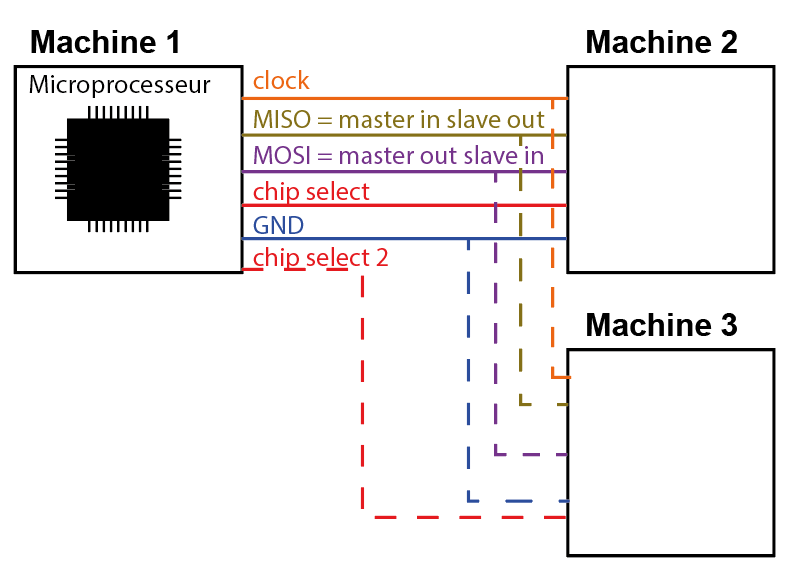 Machine 1
Machine 2
Microprocesseur
clock
MISO = master in slave out
MOSI = master out slave in
chip select
GND
chip select 2
Machine 3